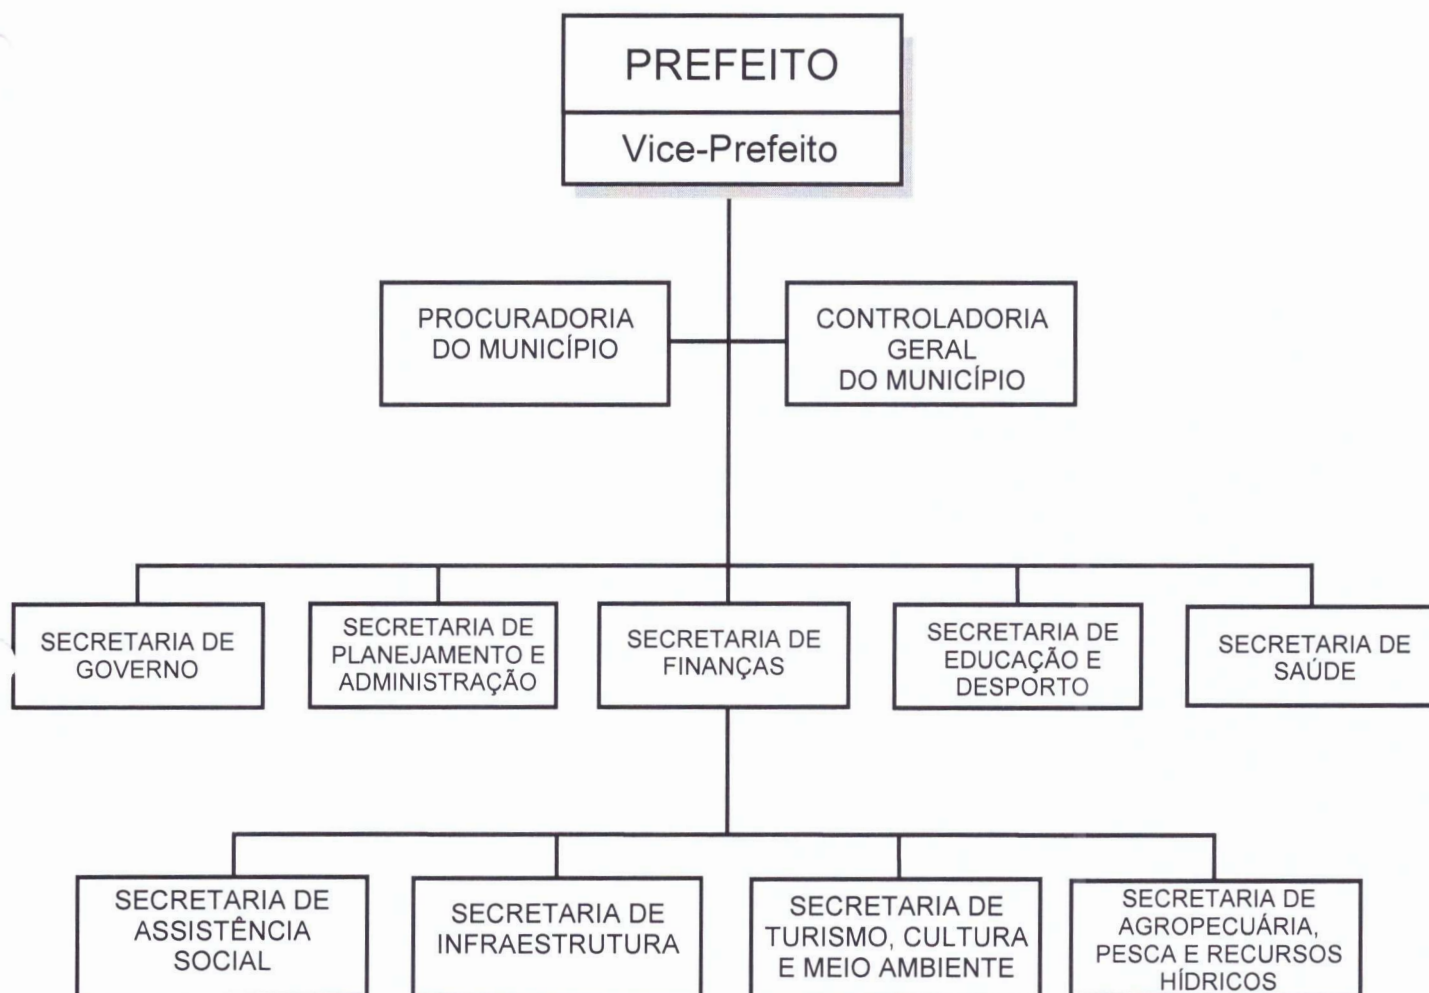 PREFEITO
Vice-Prefeito
PROCURADORIA
DO MUNICÍPIO
CONTROLADORIA
GERAL
DO MUNICÍPIO
SECRETARIA DE
GOVERNO
SECRETARIA DE
PLANEJAMENTO E
ADMINISTRAÇÃO
SECRETARIA DE
FINANÇAS
SECRETARIA DE
EDUCAÇÃO E
DESPORTO
SECRETARIA DE
SAÚDE
SECRETARIA DE
ASSISTÊNCIA
SOCIAL
SECRETARIA DE
INFRAESTRUTURA
SECRETARIA DE
TURISMO, CULTURA
E MEIO AMBIENTE
SECRETARIA DE
AGROPECUÁRIA,
PESCA E RECURSOS
HÍDRICOS